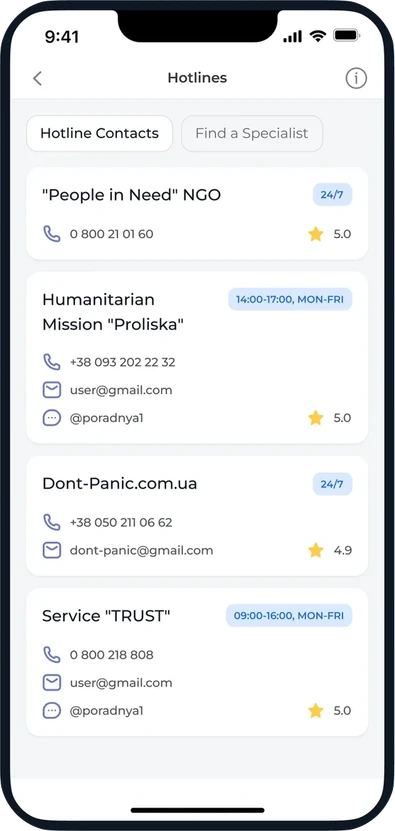 9:41
Hotlines
Hotline Contacts
Find a Specialist
"People in Need" NGO
24/7
0 800 21 01 60
5.0
Humanitarian
Mission "Proliska"
14:00-17:00, MON-FRI
+38 093 202 22 32
user@gmail.com
@poradnya1
5.0
Dont-Panic.com.ua
24/7
+38 050 211 06 62
dont-panic@gmail.com
4.9
Service "TRUST"
09:00-16:00, MON-FRI
0 800 218 808
user@gmail.com
@poradnya1
5.0